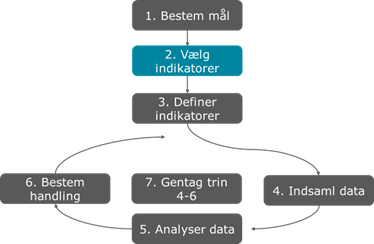 1. Bestem mål
2. Vælg
indikatorer
3. Definer
indikatorer
4. Indsaml data
5. Analyser data
6. Bestem
handling
7. Gentag trin
4-6